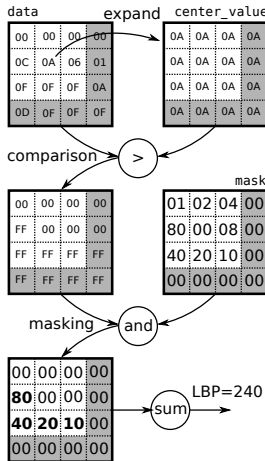 data
expand
center_value
00 00 00 00
0C 0A 06 01
0F 0F 0F 0A
0D 0F 0F 0F
0A 0A 0A 0A
0A 0A 0A 0A
0A 0A 0A 0A
0A 0A 0A 0A
comparison
>
mask
00 00 00 00
FF 00 00 00
FF FF FF FF
FF FF FF FF
01 02 04 00
80 00 08 00
40 20 10 00
00 00 00 00
masking
and
00 00 00 00
80 00 00 00
40 20 10 00
00 00 00 00
sum
LBP=240